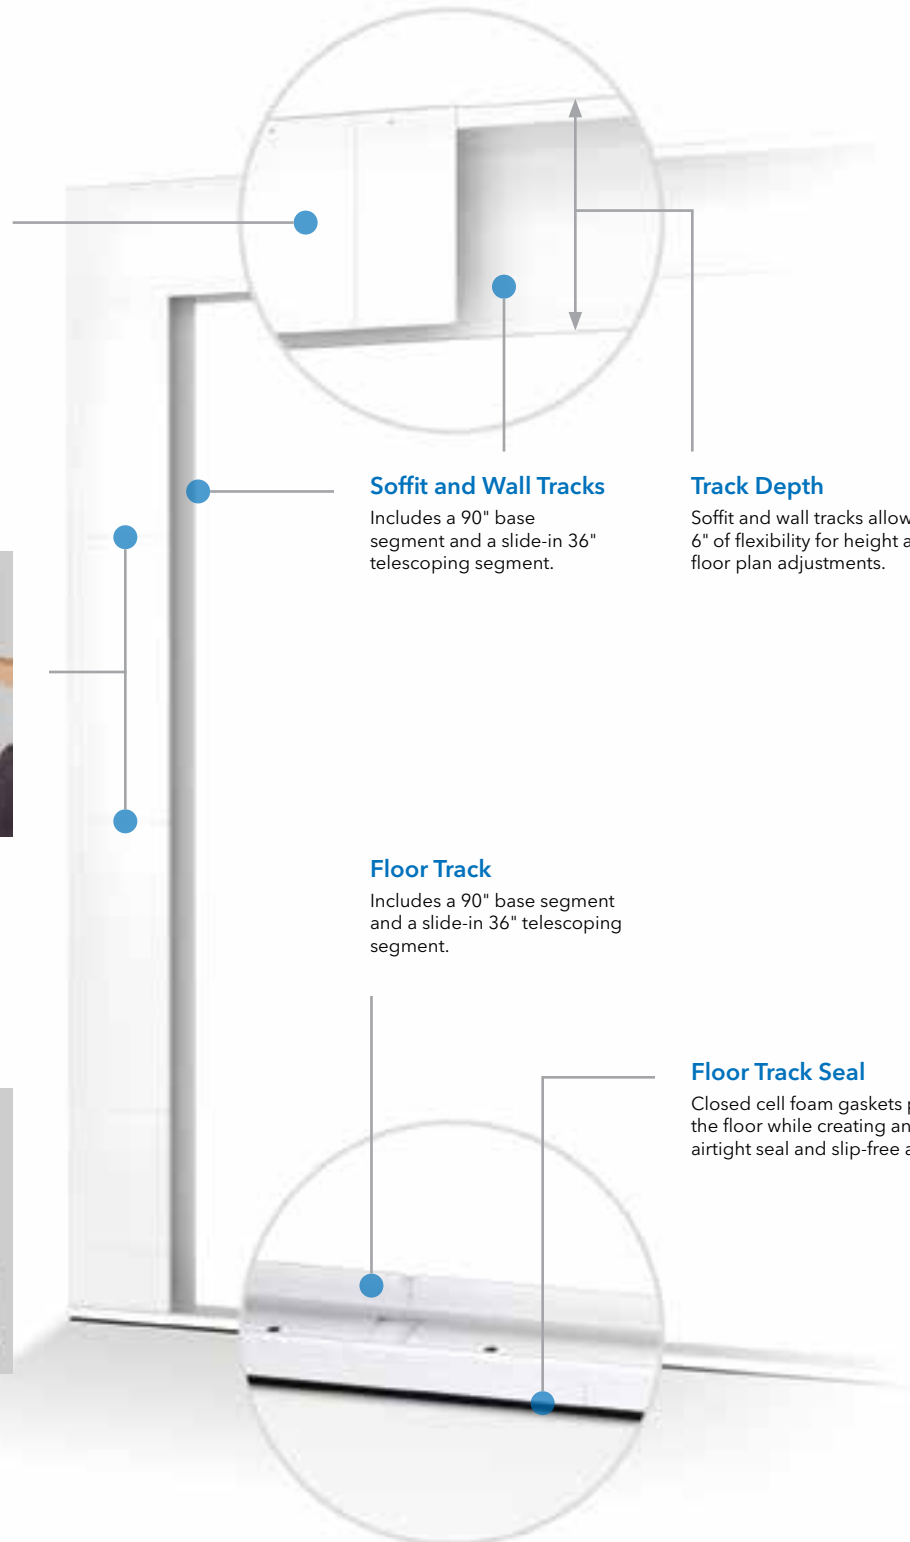 Soffit and Wall Tracks
Includes a 90" base
segment and a slide-in 36"
telescoping segment.
Track Depth
Soffit and wall tracks allow
6" of flexibility for height
floor plan adjustments.
Floor Track
Includes a 90" base segment
and a slide-in 36" telescoping
segment.
Floor Track Seal
Closed cell foam gaskets
the floor while creating an
airtight seal and slip-free